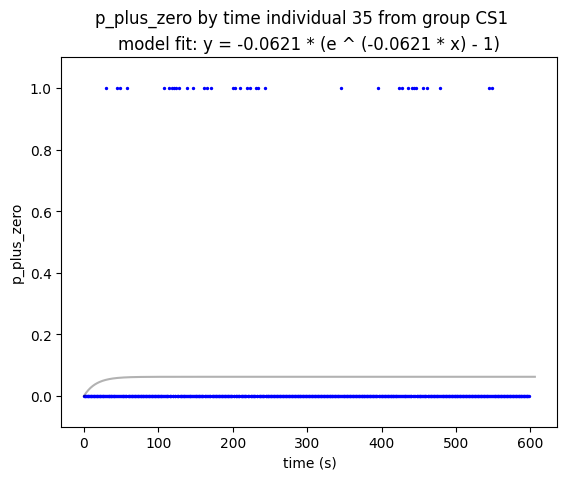 p_plus_zero by time individual 35 from group CS1
model fit: y = -0.0621 * (e ^ (-0.0621 * x) - 1)
1.0
0.8
0.6
0.4
0.2
0.0
p_plus_zero
0 100 200 300 400 500 600
time (s)